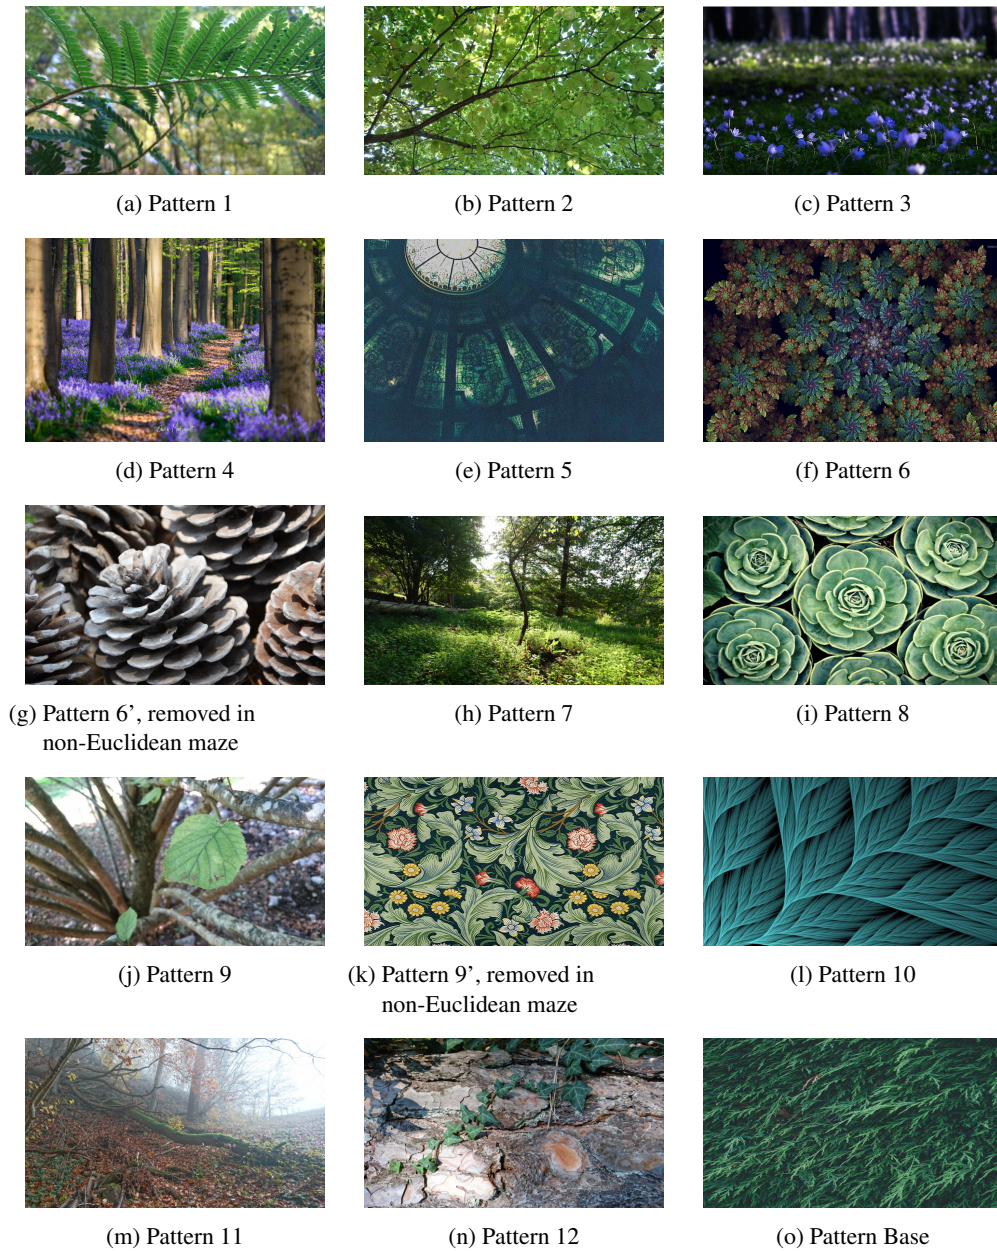 (a) Pattern 1
(b) Pattern 2
(c) Pattern 3
(d) Pattern 4
(e) Pattern 5
(f) Pattern 6
(g) Pattern 6’, removed in
non-Euclidean maze
(h) Pattern 7
(i) Pattern 8
(j) Pattern 9
(k) Pattern 9’, removed in
non-Euclidean maze
(l) Pattern 10
(m) Pattern 11
(n) Pattern 12
(o) Pattern Base